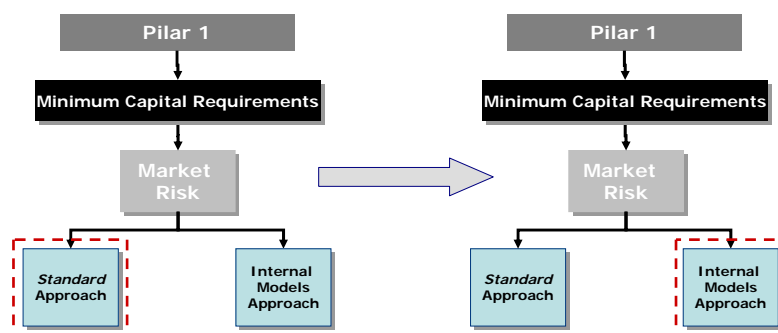 Pilar 1
Minimum Capital Requirements
Market
Risk
Standard
Approach
Internal
Models
Approach
Pilar 1
Minimum Capital Requirements
Market
Risk
Standard
Approach
Internal
Models
Approach